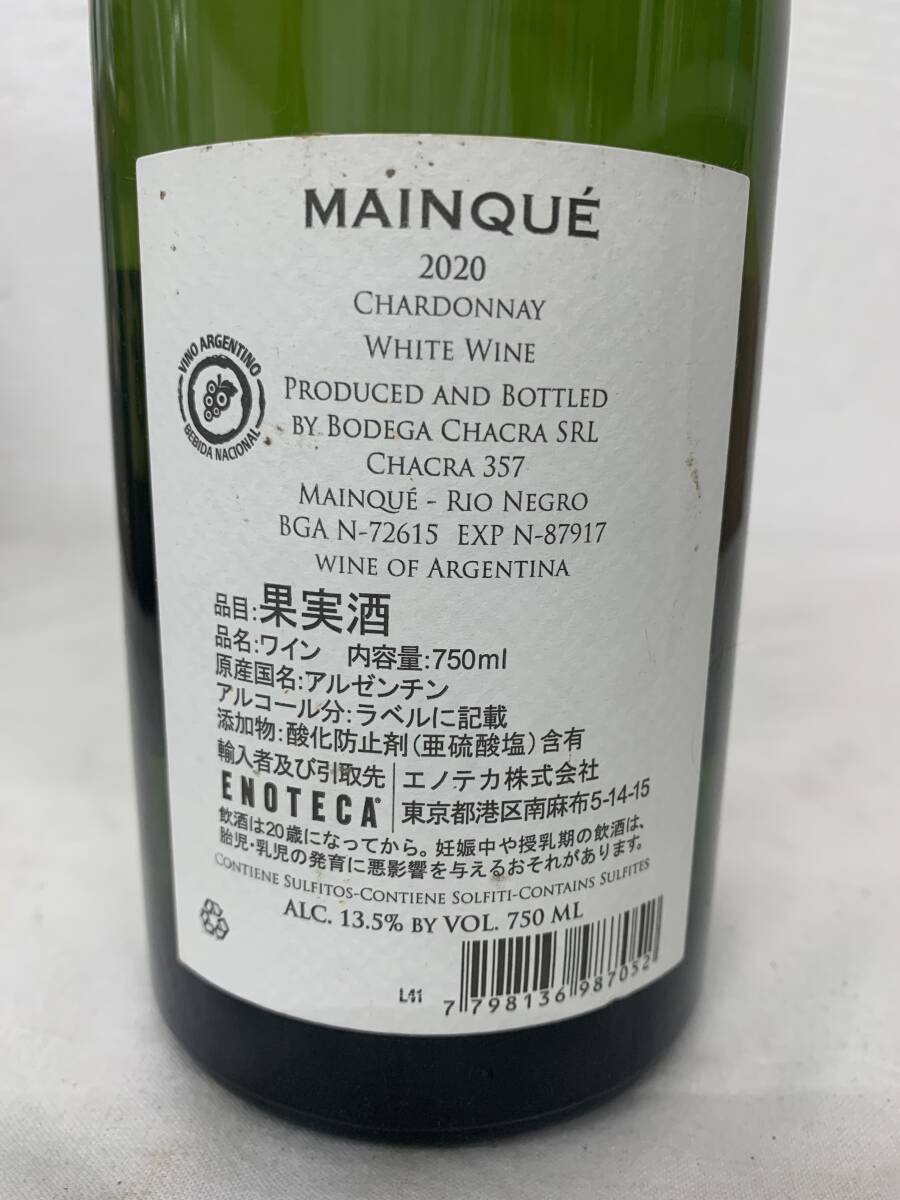 MAINQUÉ
2020
CHARDONNAY
WHITE WINE
VINO ARGENTINO
BEBIDA NACIONAL
PRODUCED AND BOTTLED
BY BODEGA CHACRA SRL
CHACRA 357
MAINQUÉ - RIO NEGRO
BGA N-72615 EXP N-87917
WINE OF ARGENTINA
品目:果実酒
品名:ワイン 内容量:750ml
原産国名:アルゼンチン
アルコール分:ラベルに記載
添加物:酸化防止剤(亜硫酸塩)含有
輸入者及び引取先
ENOTECA
エノテカ株式会社
東京都港区南麻布5-14-15
飲酒は20歳になってから。妊娠中や授乳期の飲酒は、
胎児・乳児の発育に悪影響を与えるおそれがあります。
CONTIENE SULFITOS-CONTIENE SOLFITI-CONTAINS SULFITES
ALC. 13.5% BY VOL. 750 ML
L41
7 798136 987052